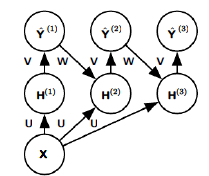 Ŷ⁽¹⁾ Ŷ⁽²⁾ Ŷ⁽³⁾
V W V W V
H⁽¹⁾ H⁽²⁾ H⁽³⁾
U U U
X